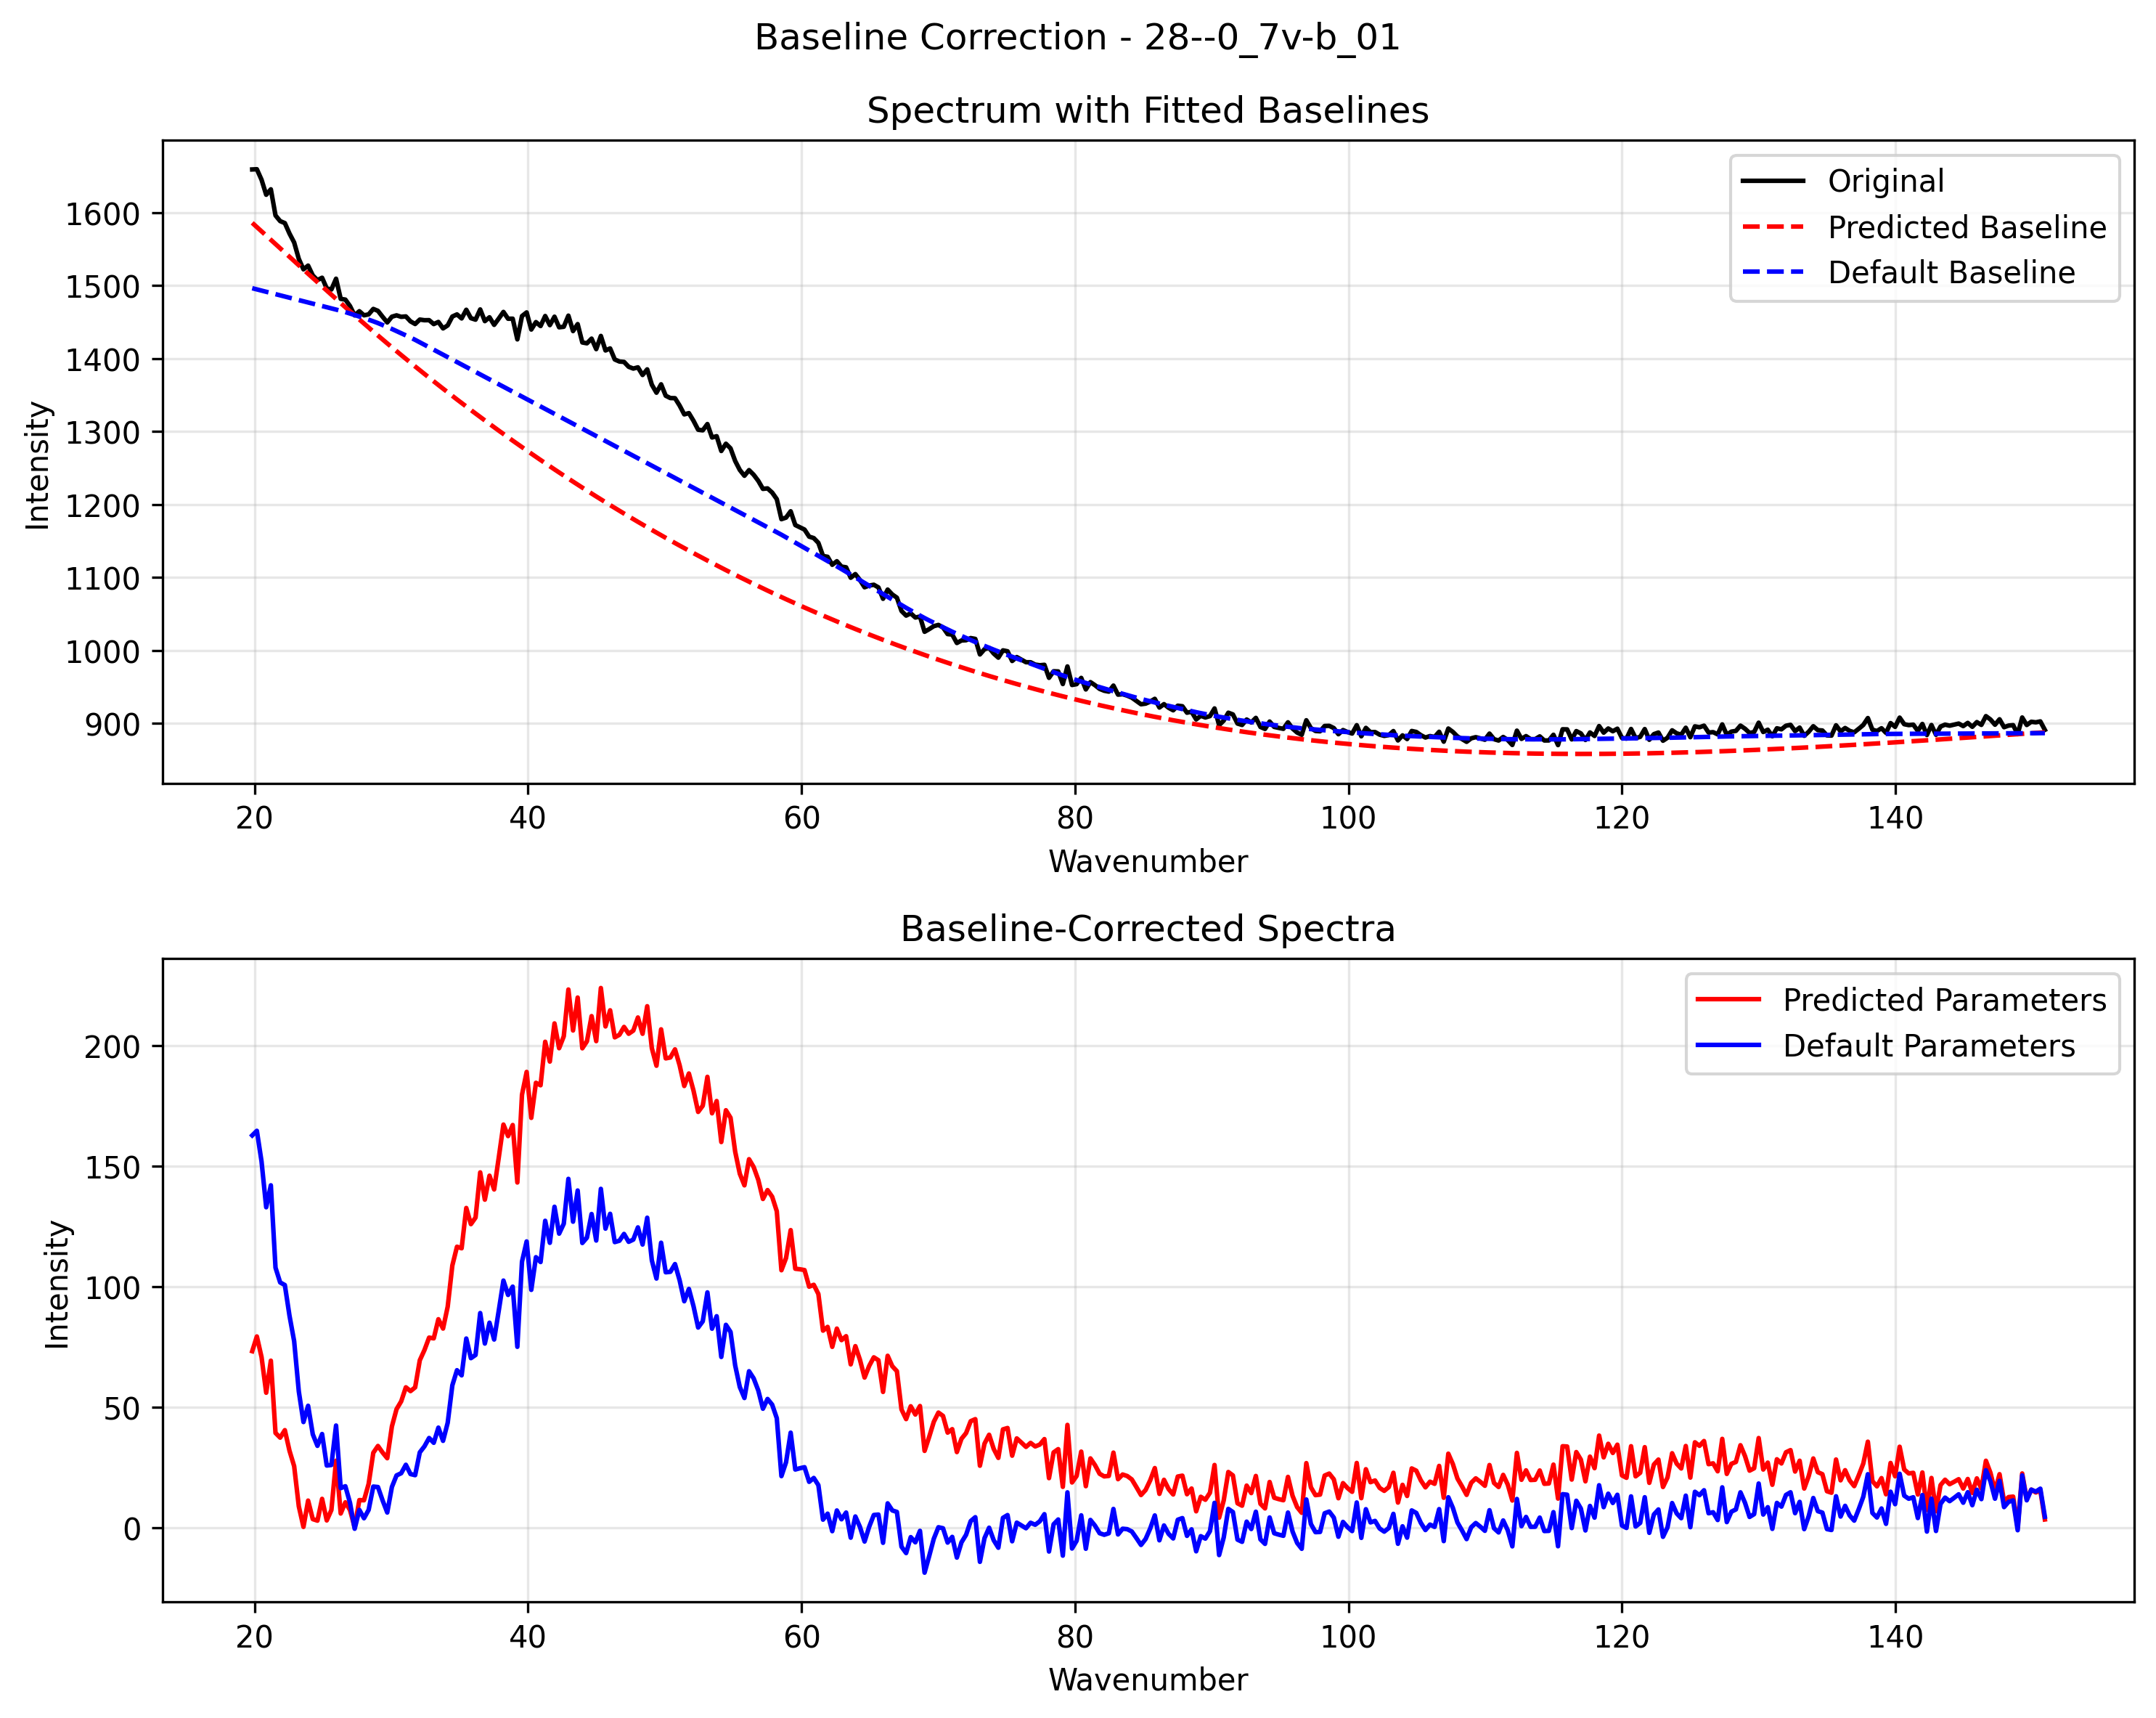 Baseline Correction - 28--0_7v-b_01
Spectrum with Fitted Baselines
Original
Predicted Baseline
Default Baseline
Intensity
1600
1500
1400
1300
1200
1100
1000
900
20 40 60 80 100 120 140
Wavenumber
Baseline-Corrected Spectra
Predicted Parameters
Default Parameters
Intensity
200
150
100
50
0
20 40 60 80 100 120 140
Wavenumber